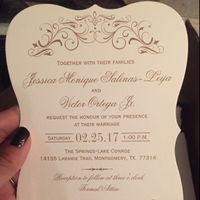 Together with their families
Jessica Monique Salinas-Leija
and
Victor Ortega Jr.
request the honour of your presence
at their marriage
Saturday 02.25.17 1:00 P.M.
The Springs-Lake Conroe
14135 Liberty Trail, Montgomery, TX 77316
Reception to follow at three o'clock
Formal Attire